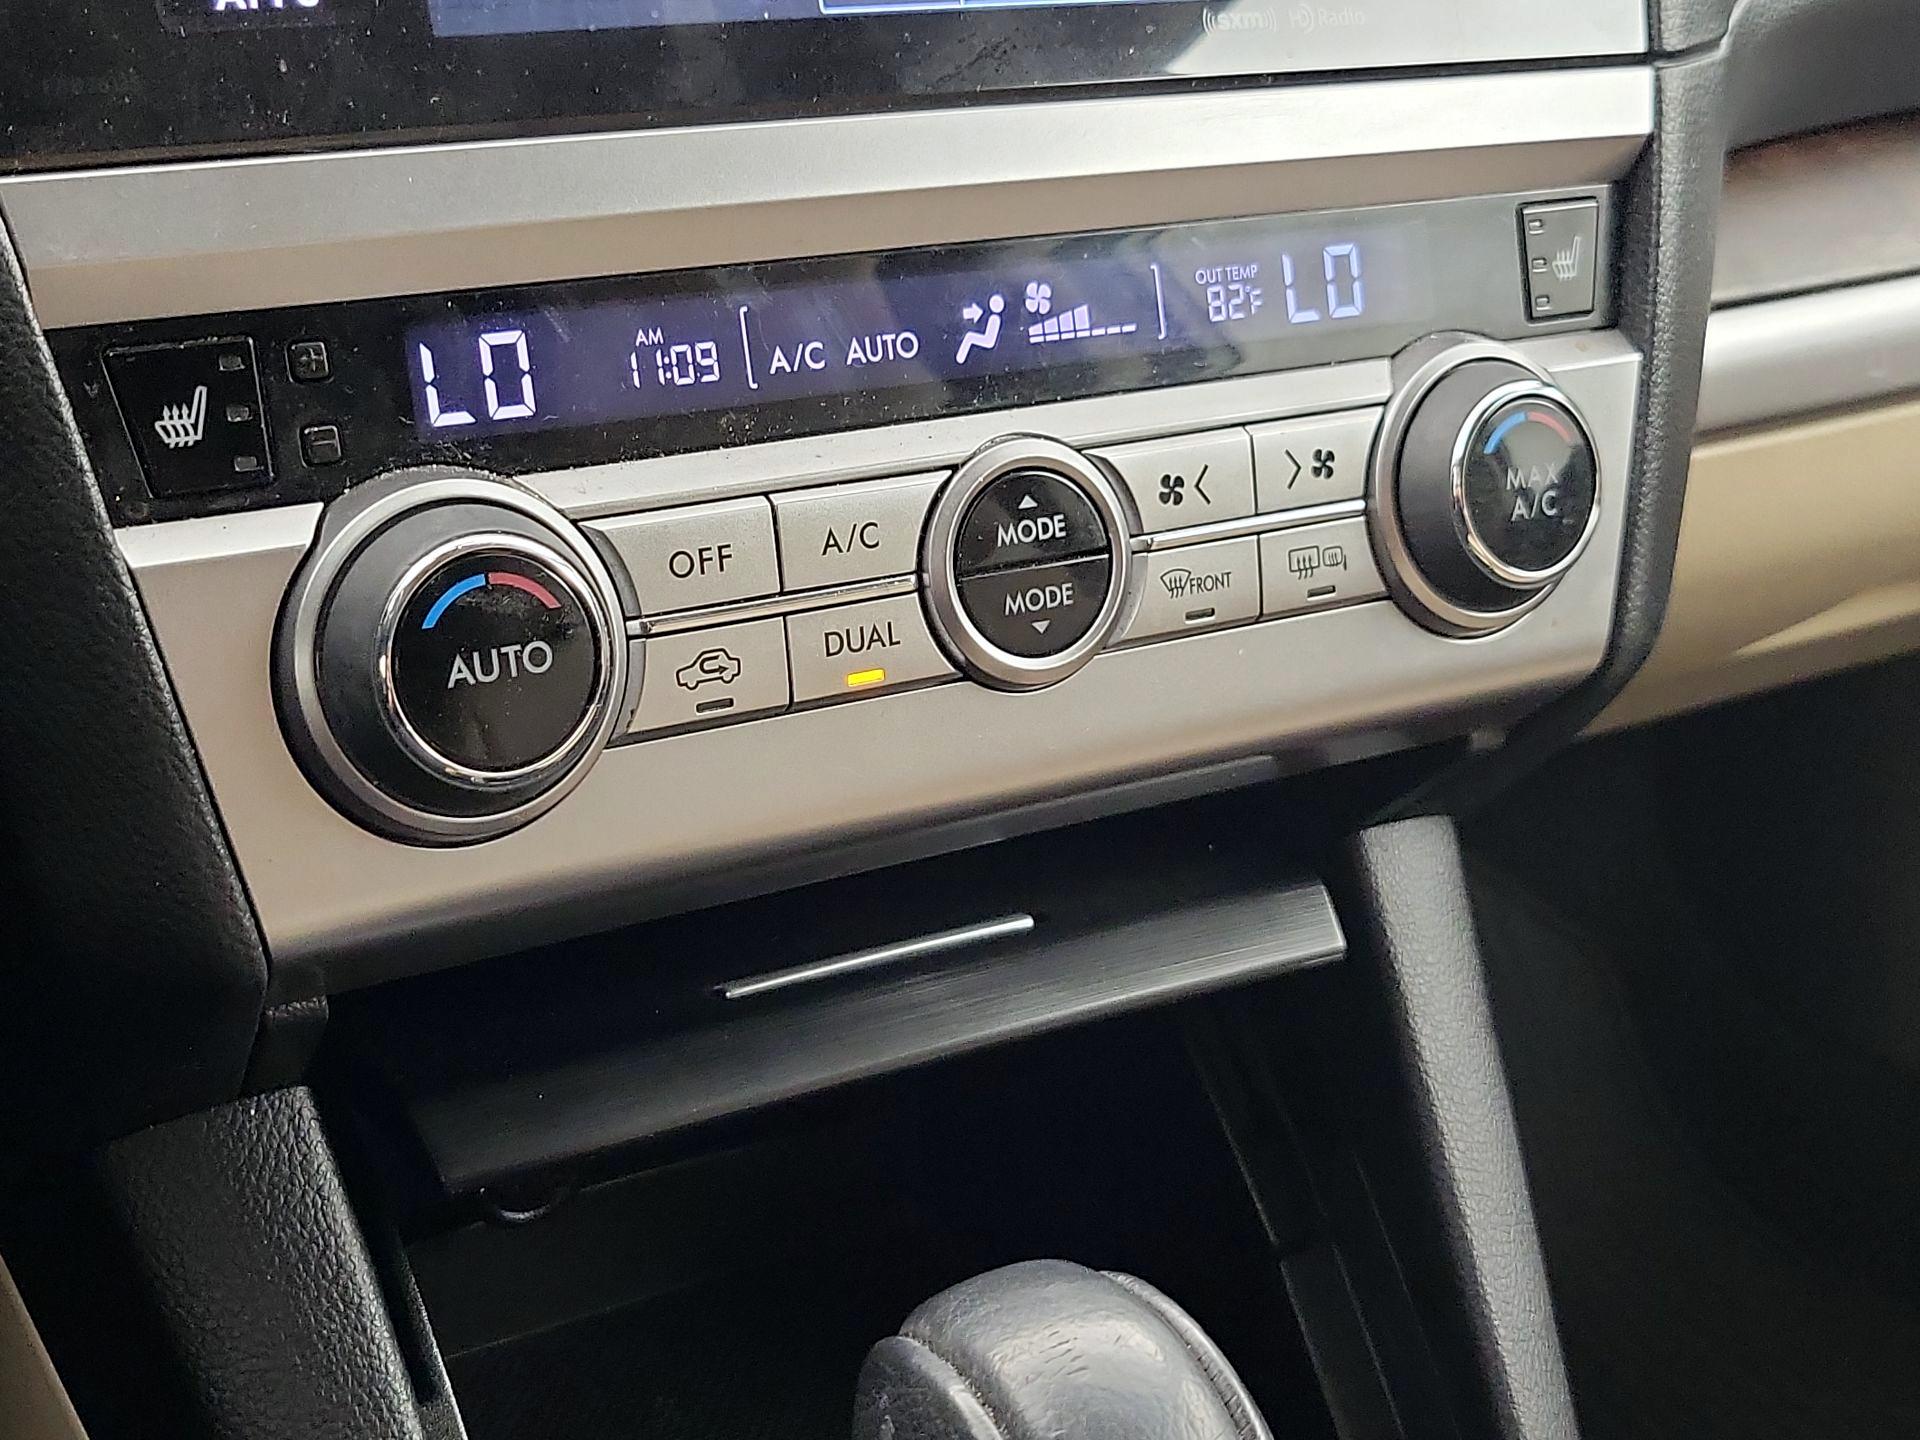 ((sxm)) HD Radio
LO
AM
11:09
A/C AUTO
OUT TEMP
82°F
LO
OFF
A/C
MODE
MODE
FRONT
MAX
A/C
AUTO
DUAL